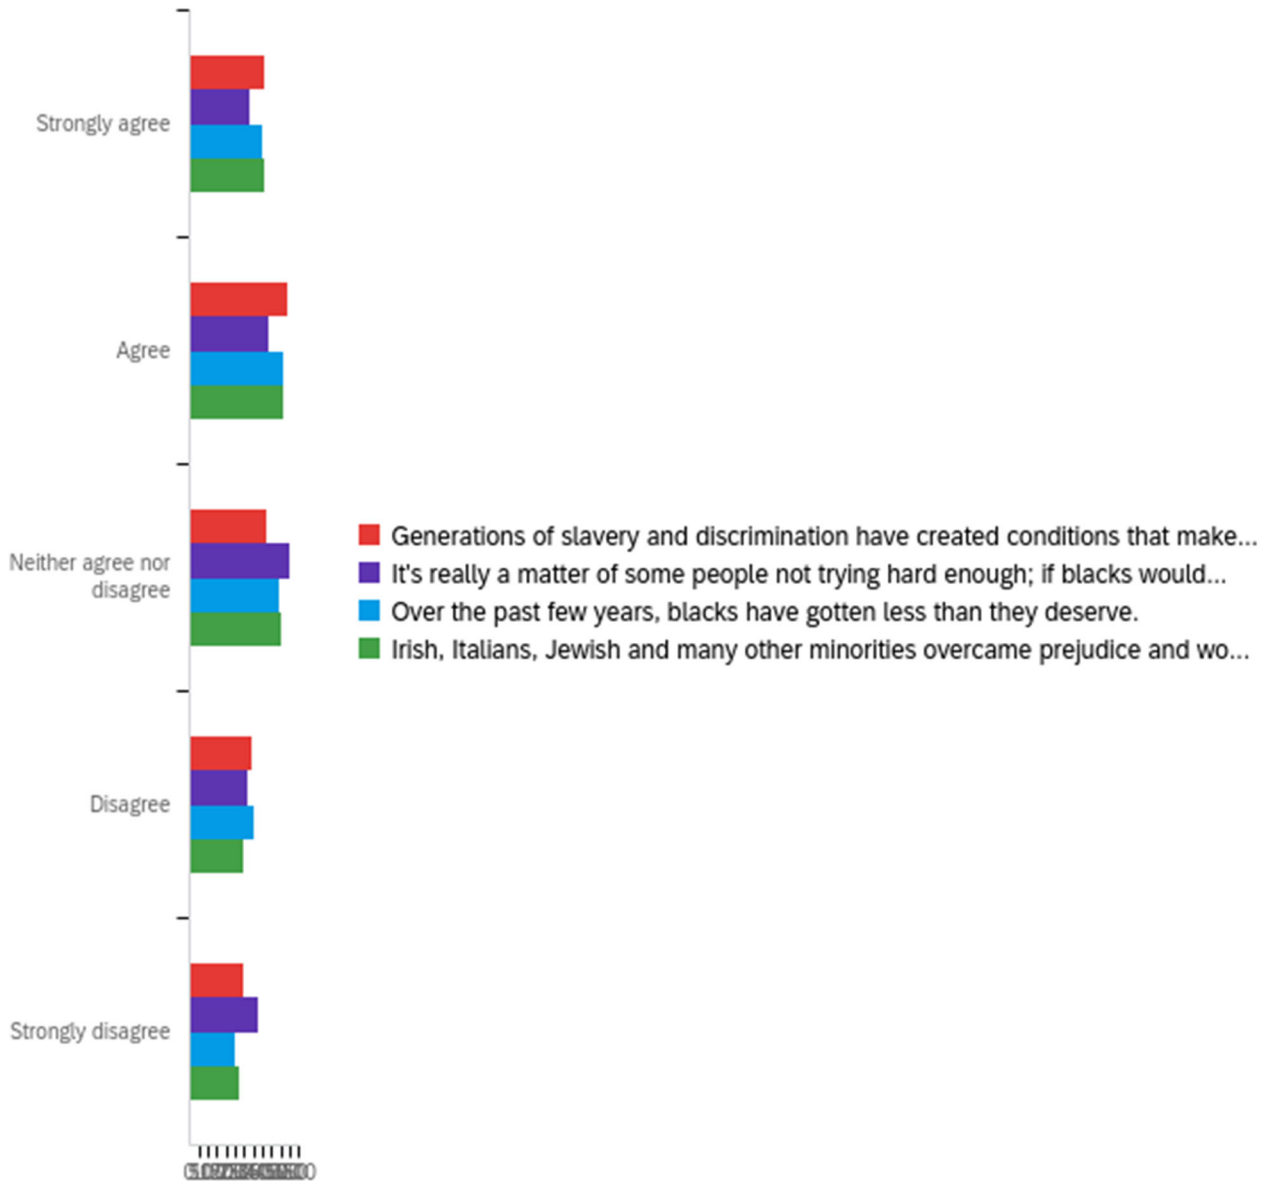 Strongly agree
Agree
Neither agree nor
disagree
Disagree
Strongly disagree
Generations of slavery and discrimination have created conditions that make...
It's really a matter of some people not trying hard enough; if blacks would...
Over the past few years, blacks have gotten less than they deserve.
Irish, Italians, Jewish and many other minorities overcame prejudice and wo...